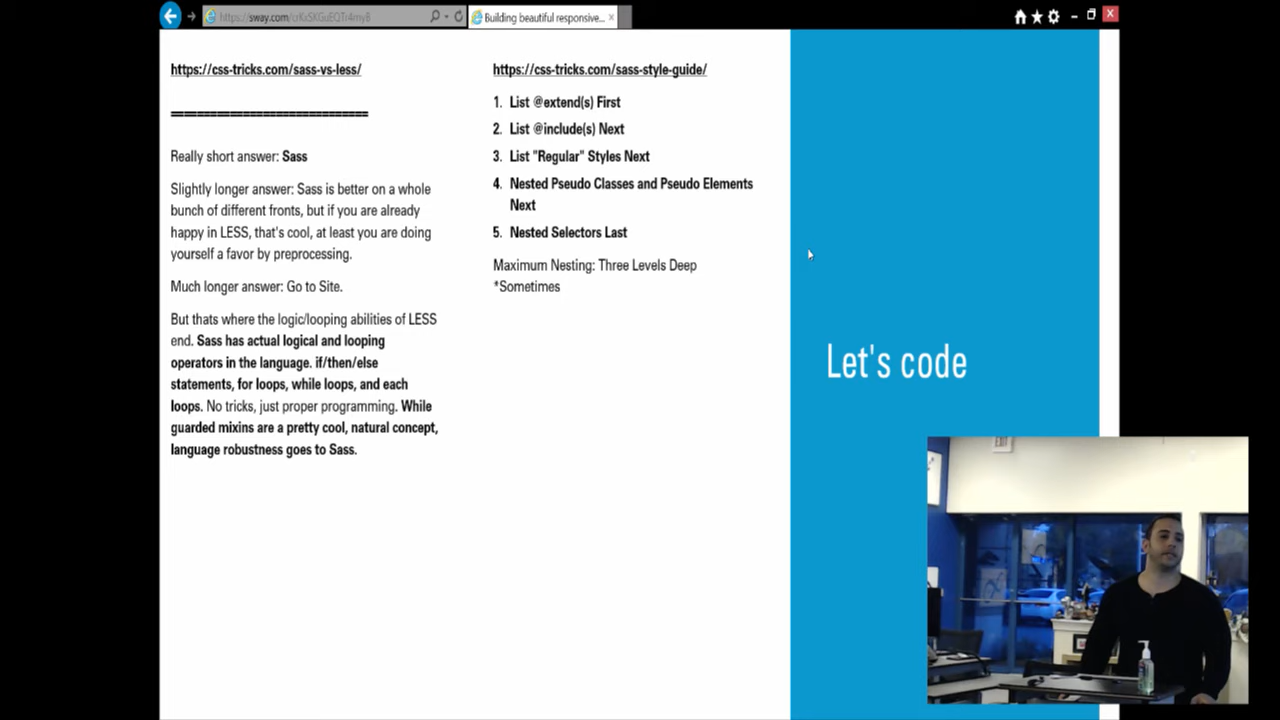 https://sway.com/
Building beautiful responsive...
https://css-tricks.com/sass-vs-less/
==============================
Really short answer: Sass
Slightly longer answer: Sass is better on a whole
bunch of different fronts, but if you are already
happy in LESS, that's cool, at least you are doing
yourself a favor by preprocessing.
Much longer answer: Go to Site.
But thats where the logic/looping abilities of LESS
end. Sass has actual logical and looping
operators in the language. if/then/else
statements, for loops, while loops, and each
loops. No tricks, just proper programming. While
guarded mixins are a pretty cool, natural concept,
language robustness goes to Sass.
https://css-tricks.com/sass-style-guide/
1. List @extend(s) First
2. List @include(s) Next
3. List "Regular" Styles Next
4. Nested Pseudo Classes and Pseudo Elements
Next
5. Nested Selectors Last
Maximum Nesting: Three Levels Deep
*Sometimes
Let's code